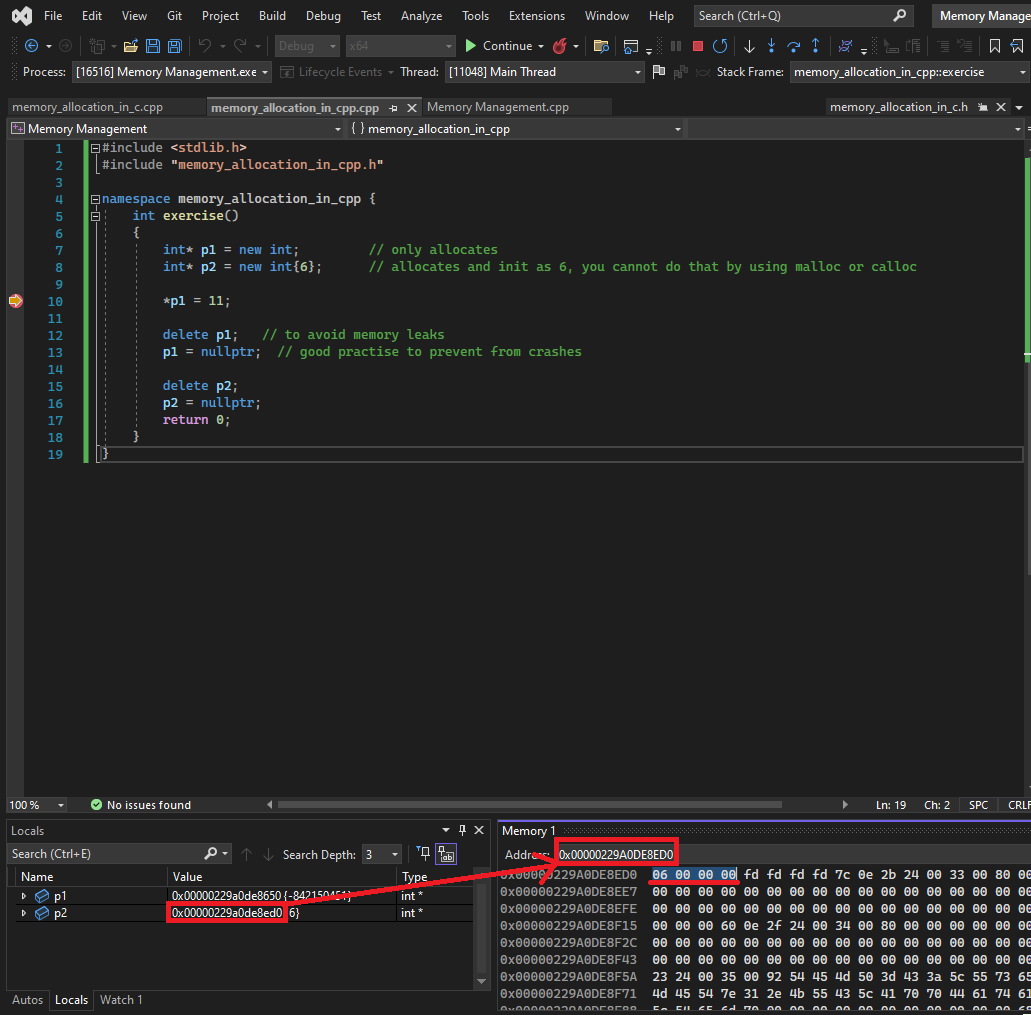 File Edit View Git Project Build Debug Test Analyze Tools Extensions Window Help Search (Ctrl+Q) Memory Manage
Debug x64 Continue
Process: [16516] Memory Management.exe Lifecycle Events Thread: [11048] Main Thread Stack Frame: memory_allocation_in_cpp::exercise
memory_allocation_in_c.cpp memory_allocation_in_cpp.cpp Memory Management.cpp memory_allocation_in_c.h
Memory Management { } memory_allocation_in_cpp
1 #include <stdlib.h>
2 #include "memory_allocation_in_cpp.h"
3
4 namespace memory_allocation_in_cpp {
5 int exercise()
6 {
7 int* p1 = new int; // only allocates
8 int* p2 = new int{6}; // allocates and init as 6, you cannot do that by using malloc or calloc
9
10 *p1 = 11;
11
12 delete p1; // to avoid memory leaks
13 p1 = nullptr; // good practise to prevent from crashes
14
15 delete p2;
16 p2 = nullptr;
17 return 0;
18 }
19 }
100 % No issues found Ln: 19 Ch: 2 SPC CRLF
Locals
Search (Ctrl+E) Search Depth: 3
Name Value Type
p1 0x00000229a0de8650 {-842150451} int *
p2 0x00000229a0de8ed0 6} int *
Autos Locals Watch 1
Memory 1
Address: 0x00000229A0DE8ED0
0x00000229A0DE8ED0 06 00 00 00 fd fd fd fd 7c 0e 2b 24 00 33 00 80 00
0x00000229A0DE8EE7 00 00 00 00 00 00 00 00 00 00 00 00 00 00 00 00 00
0x00000229A0DE8EFE 00 00 00 00 00 00 00 00 00 00 00 00 00 00 00 00 00
0x00000229A0DE8F15 00 00 00 60 0e 2f 24 00 34 00 80 00 00 00 00 00 00
0x00000229A0DE8F2C 00 00 00 00 00 00 00 00 00 00 00 00 00 00 00 00 00
0x00000229A0DE8F43 00 00 00 00 00 00 00 00 00 00 00 00 00 00 00 00 00
0x00000229A0DE8F5A 23 24 00 35 00 92 54 45 4d 50 3d 43 3a 5c 55 73 65
0x00000229A0DE8F71 4d 45 54 7e 31 2e 4b 55 43 5c 41 70 70 44 61 74 61